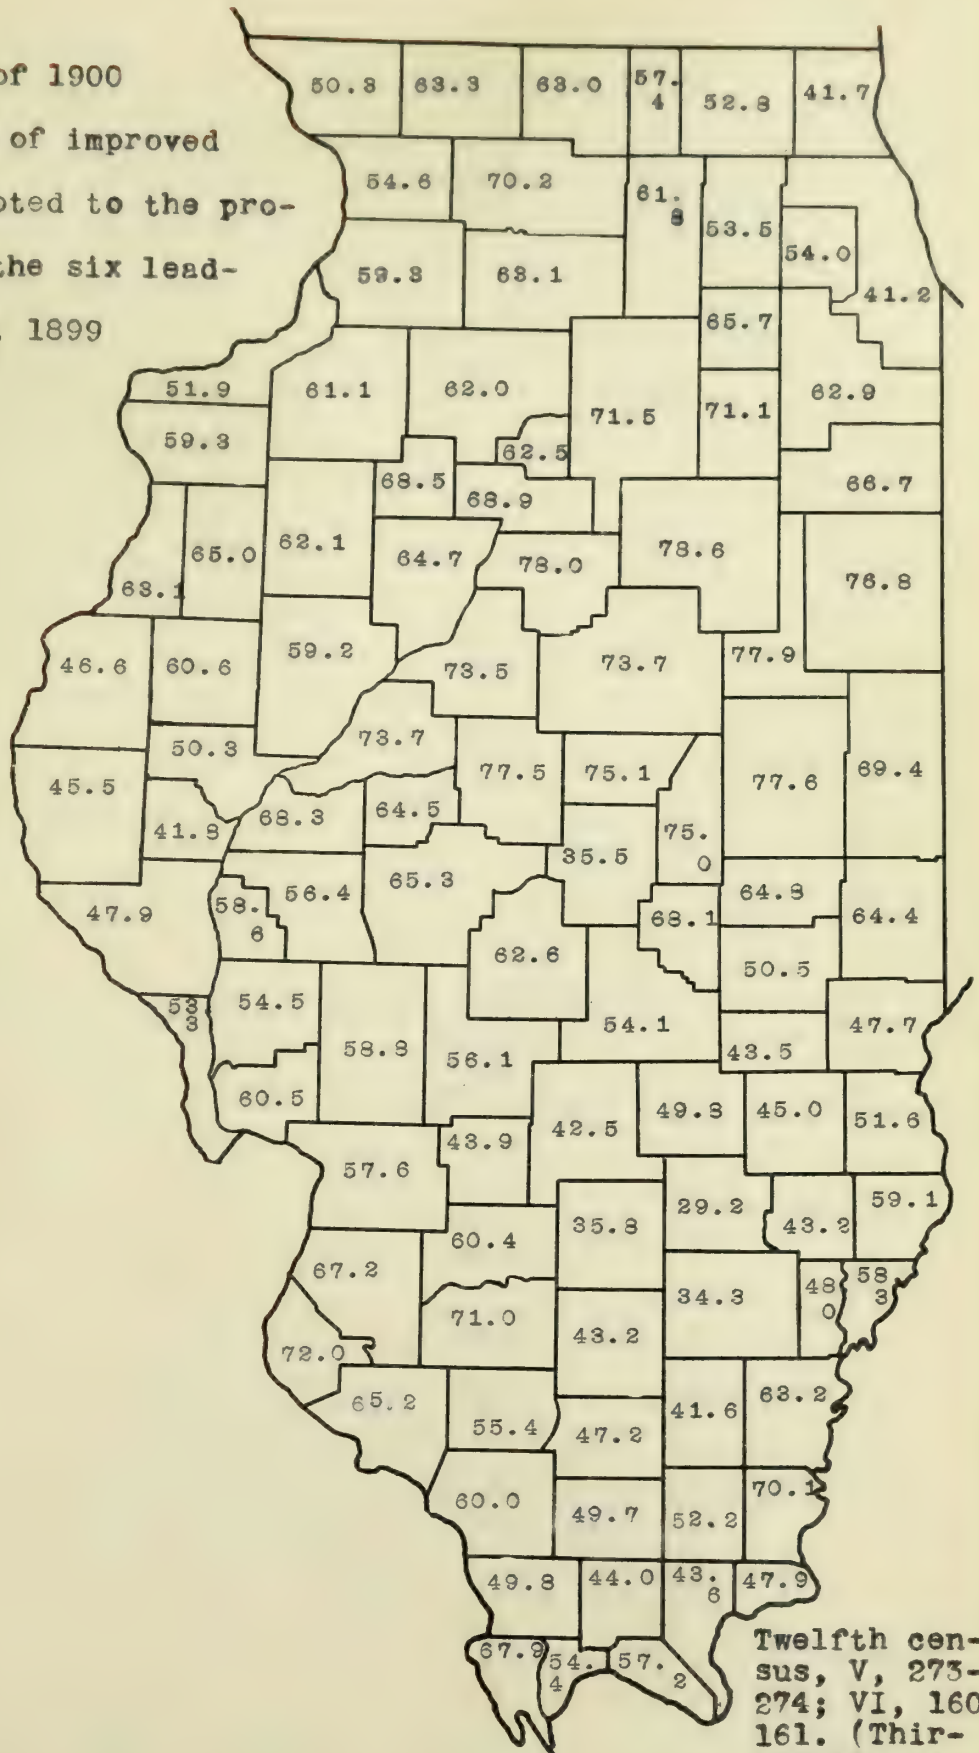 of 1900
of improved
oted to the pro-
the six lead-
1899
50.3 63.3 63.0 57.4 52.8 41.7
54.6 70.2 61.8 53.5 54.0
59.3 63.1 65.7 41.2
51.9 61.1 62.0 71.5 71.1 62.9
59.3 68.5 62.5 66.7
68.9
63.1 65.0 62.1 64.7 78.0 78.6 76.8
46.6 60.6 59.2 73.5 73.7 77.9
50.3 73.7 77.5 75.1 77.6 69.4
45.5 41.8 68.3 64.5 35.5 75.0
47.9 58.6 56.4 65.3 68.1 64.8 64.4
62.6 50.5
533 54.5 58.8 56.1 54.1 43.5 47.7
60.5 43.9 42.5 49.8 45.0 51.6
57.6 29.2 43.2 59.1
67.2 60.4 35.8 34.3 480 583
72.0 71.0 43.2
65.2 55.4 47.2 41.6 63.2
60.0 49.7 52.2 70.1
49.8 44.0 43.6 47.9
67.9 54.4 57.2
Twelfth cen-
sus, V, 273-
274; VI, 160
161. (Thir-